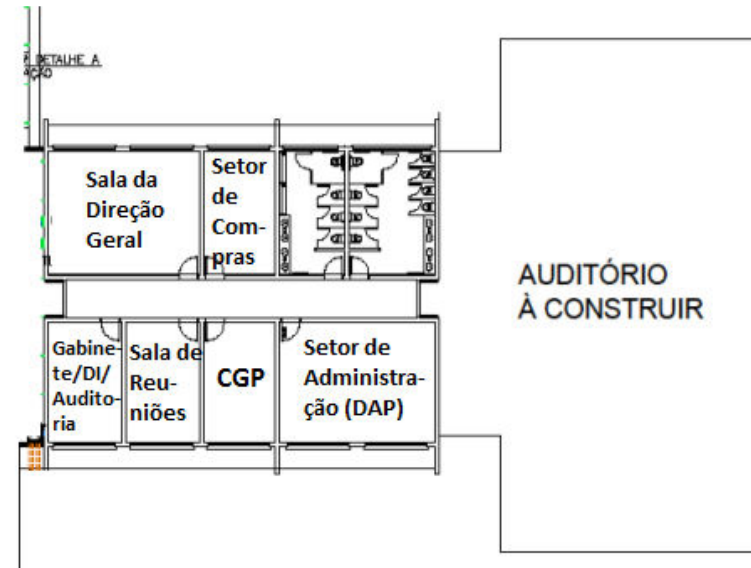 DETALHE A
Sala da
Direção
Geral
Setor
de
Com-
pras
AUDITÓRIO
À CONSTRUIR
Gabine-
te/DI/
Audito-
ria
Sala de
Reu-
niões
CGP
Setor de
Administra-
ção (DAP)